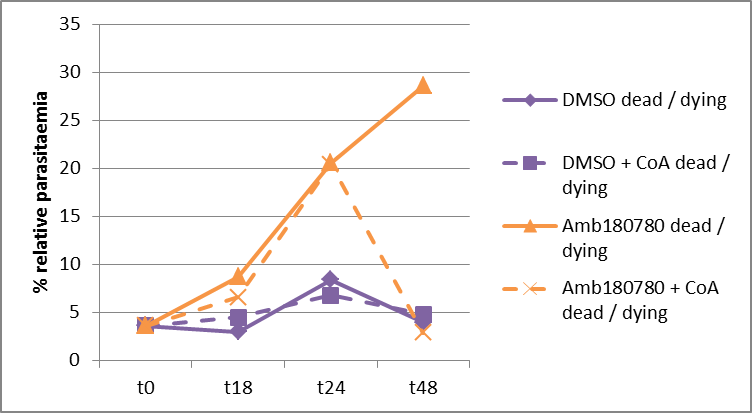 % relative parasitaemia
35
30
25
20
15
10
5
0
t0
t18
t24
t48
DMSO dead / dying
DMSO + CoA dead /
dying
Amb180780 dead /
dying
Amb180780 + CoA
dead / dying